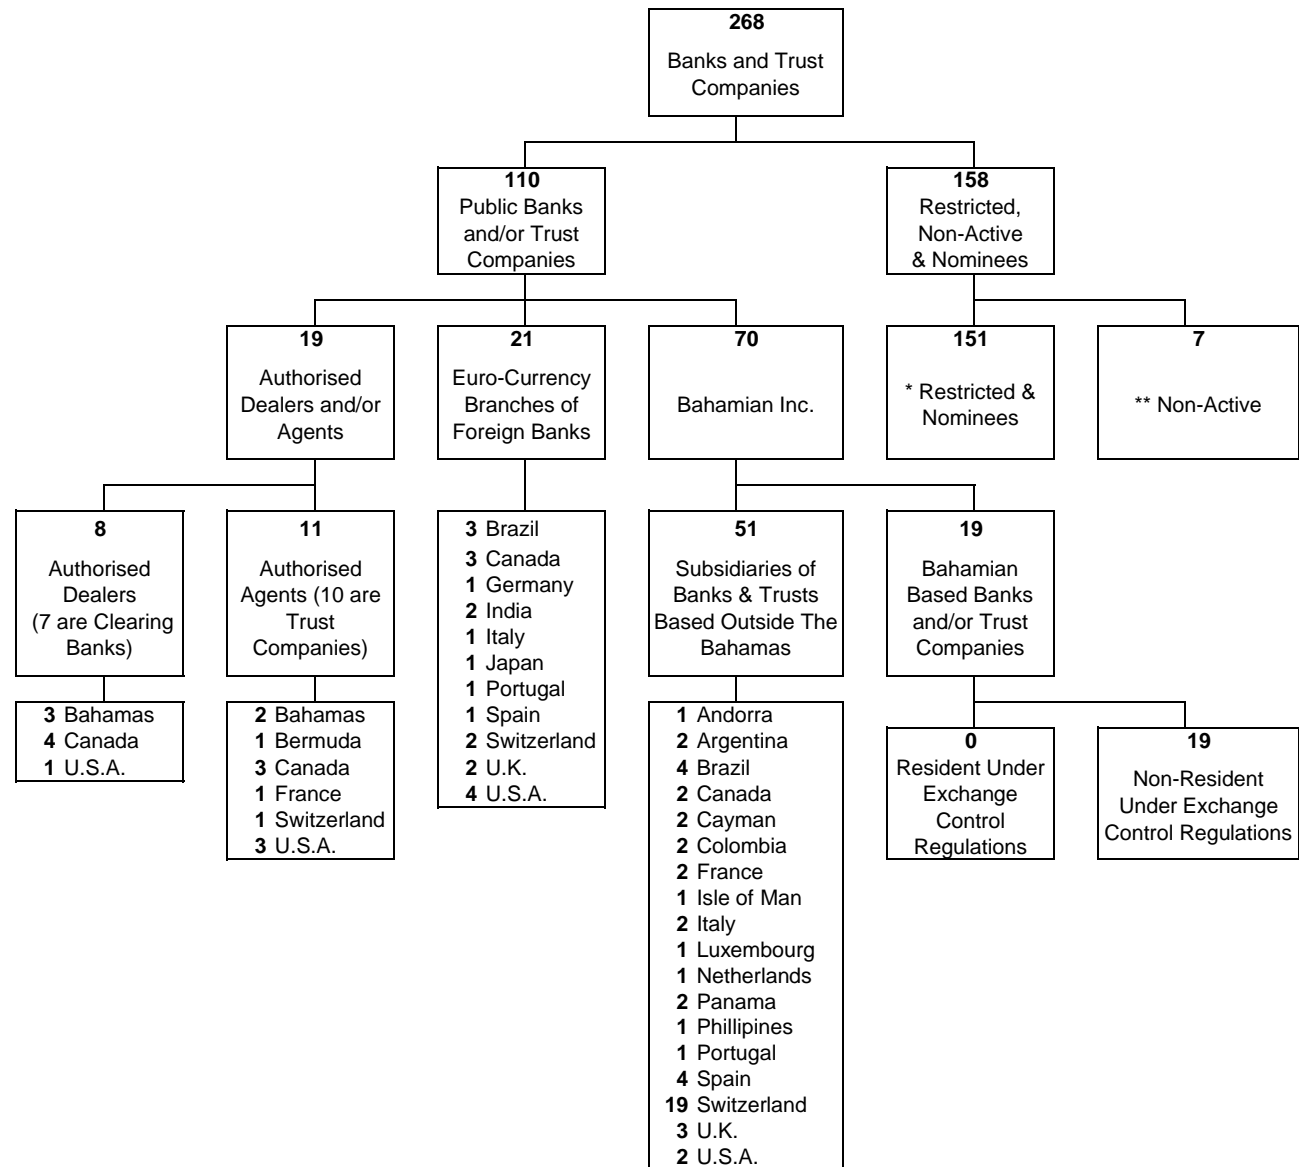 268
Banks and Trust
Companies
110
Public Banks
and/or Trust
Companies
158
Restricted,
Non-Active
& Nominees
19
Authorised
Dealers and/or
Agents
21
Euro-Currency
Branches of
Foreign Banks
70
Bahamian Inc.
151
* Restricted &
Nominees
7
** Non-Active
8
Authorised
Dealers
(7 are Clearing
Banks)
11
Authorised
Agents (10 are
Trust
Companies)
3 Brazil
3 Canada
1 Germany
2 India
1 Italy
1 Japan
1 Portugal
1 Spain
2 Switzerland
2 U.K.
4 U.S.A.
51
Subsidiaries of
Banks & Trusts
Based Outside The
Bahamas
19
Bahamian
Based Banks
and/or Trust
Companies
3 Bahamas
4 Canada
1 U.S.A.
2 Bahamas
1 Bermuda
3 Canada
1 France
1 Switzerland
3 U.S.A.
1 Andorra
2 Argentina
4 Brazil
2 Canada
2 Cayman
2 Colombia
2 France
1 Isle of Man
2 Italy
1 Luxembourg
1 Netherlands
2 Panama
1 Phillipines
1 Portugal
4 Spain
19 Switzerland
3 U.K.
2 U.S.A.
0
Resident Under
Exchange
Control
Regulations
19
Non-Resident
Under Exchange
Control Regulations